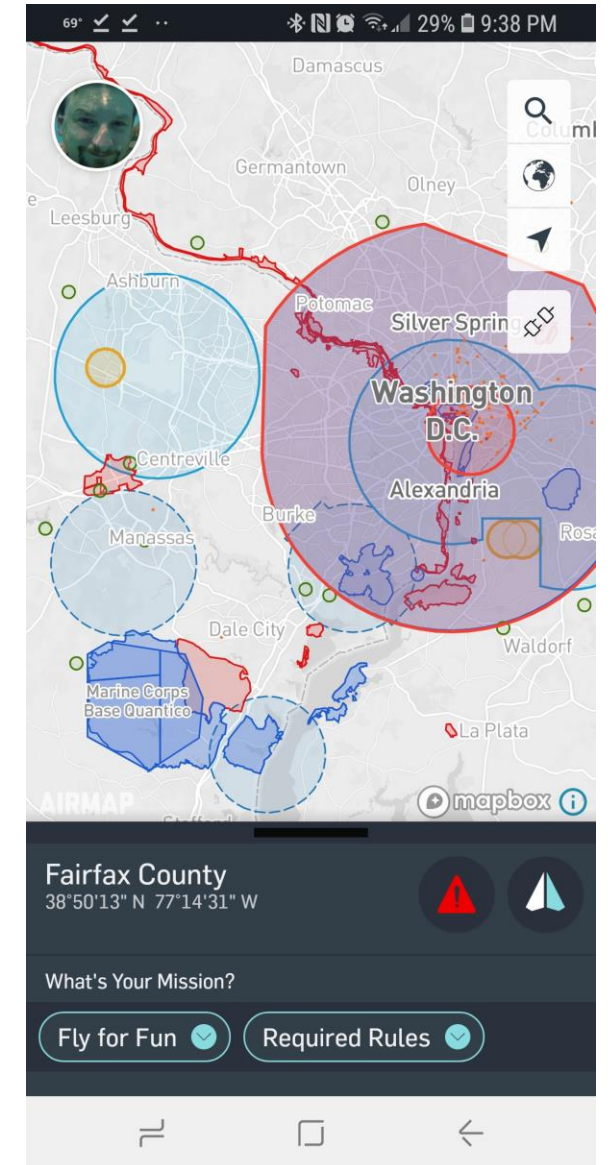 69° 29% 9:38 PM
Damascus
Germantown
Olney
Leesburg
Ashburn
Potomac
Silver Spring
Washington
D.C.
Centreville
Alexandria
Burke
Manassas
Dale City
Waldorf
Marine Corps
Base Quantico
La Plata
AIRMAP
mapbox
Fairfax County
38°50'13" N 77°14'31" W
What's Your Mission?
Fly for Fun
Required Rules